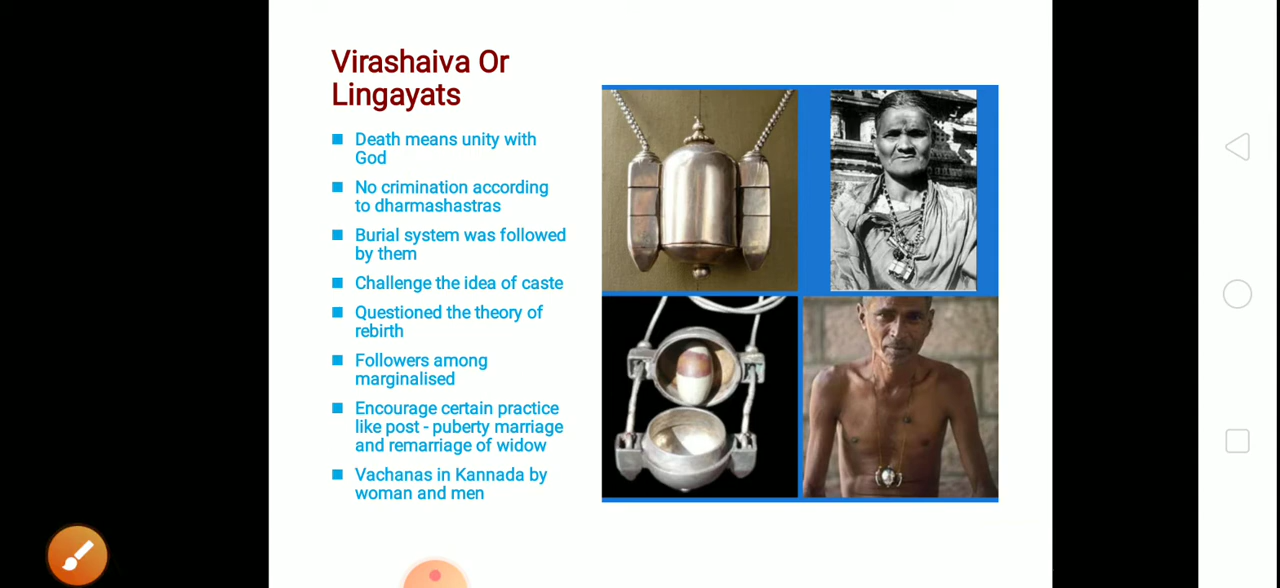 Virashaiva Or
Lingayats
Death means unity with
God
No crimination according
to dharmashastras
Burial system was followed
by them
Challenge the idea of caste
Questioned the theory of
rebirth
Followers among
marginalised
Encourage certain practice
like post - puberty marriage
and remarriage of widow
Vachanas in Kannada by
woman and men